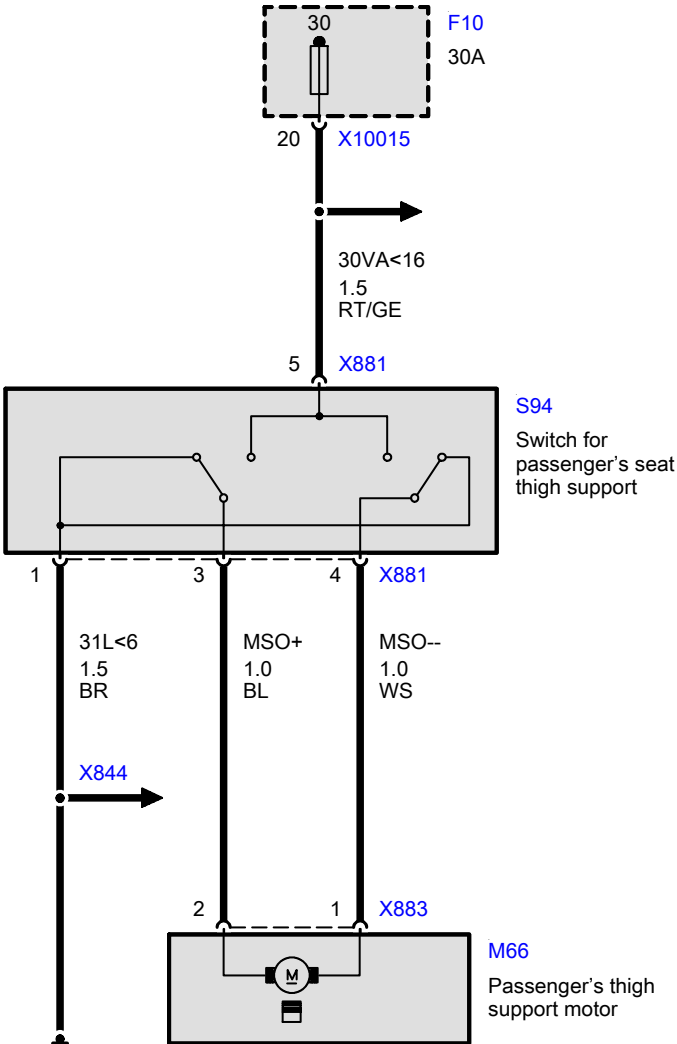 30
F10
30A
20
X10015
30VA<16
1.5
RT/GE
5
X881
S94
Switch for
passenger's seat
thigh support
1
3
4
X881
31L<6
1.5
BR
MSO+
1.0
BL
MSO--
1.0
WS
X844
2
1
X883
M66
Passenger's thigh
support motor
M